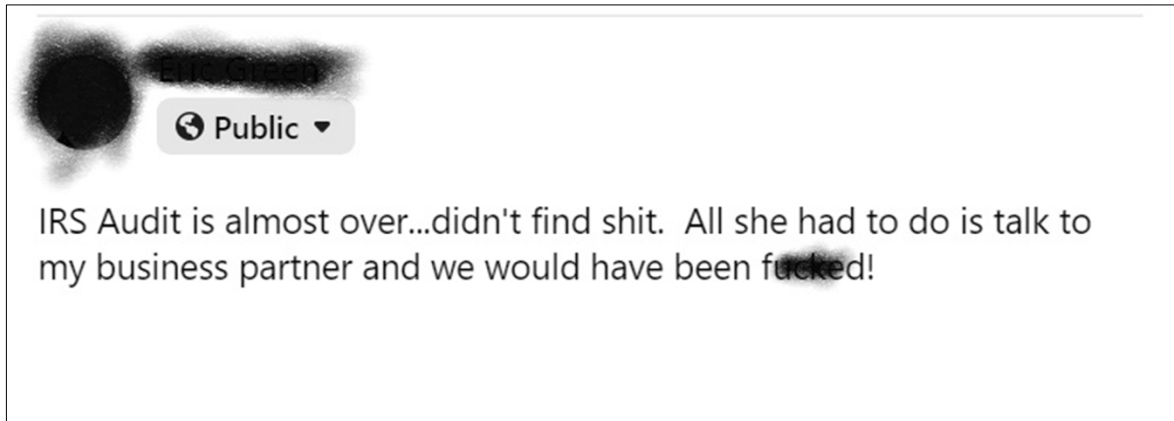 Public
IRS Audit is almost over...didn't find shit.  All she had to do is talk to
my business partner and we would have been fucked!